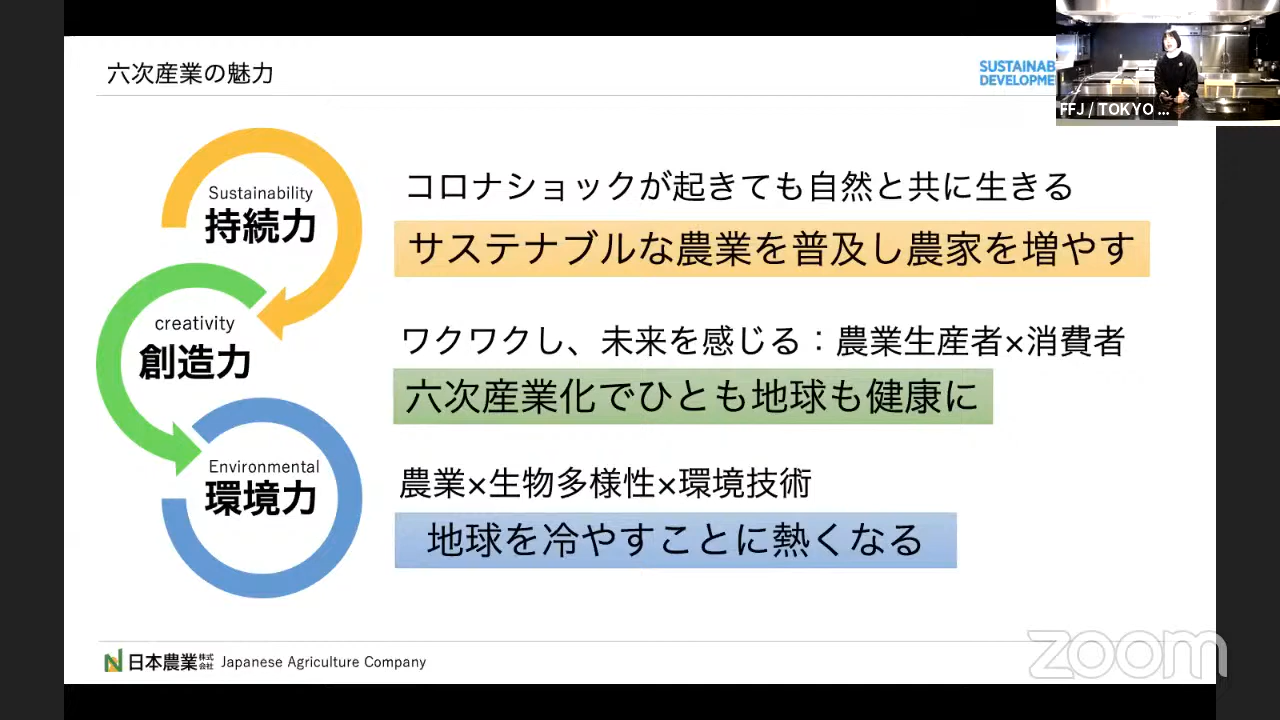 六次産業の魅力
SUSTAINAB
DEVELOPME
FFJ / TOKYO ...
Sustainability
持続力
コロナショックが起きても自然と共に生きる
サステナブルな農業を普及し農家を増やす
creativity
創造力
ワクワクし、未来を感じる：農業生産者×消費者
六次産業化でひとも地球も健康に
Environmental
環境力
農業×生物多様性×環境技術
地球を冷やすことに熱くなる
日本農業株式会社 Japanese Agriculture Company
zoom